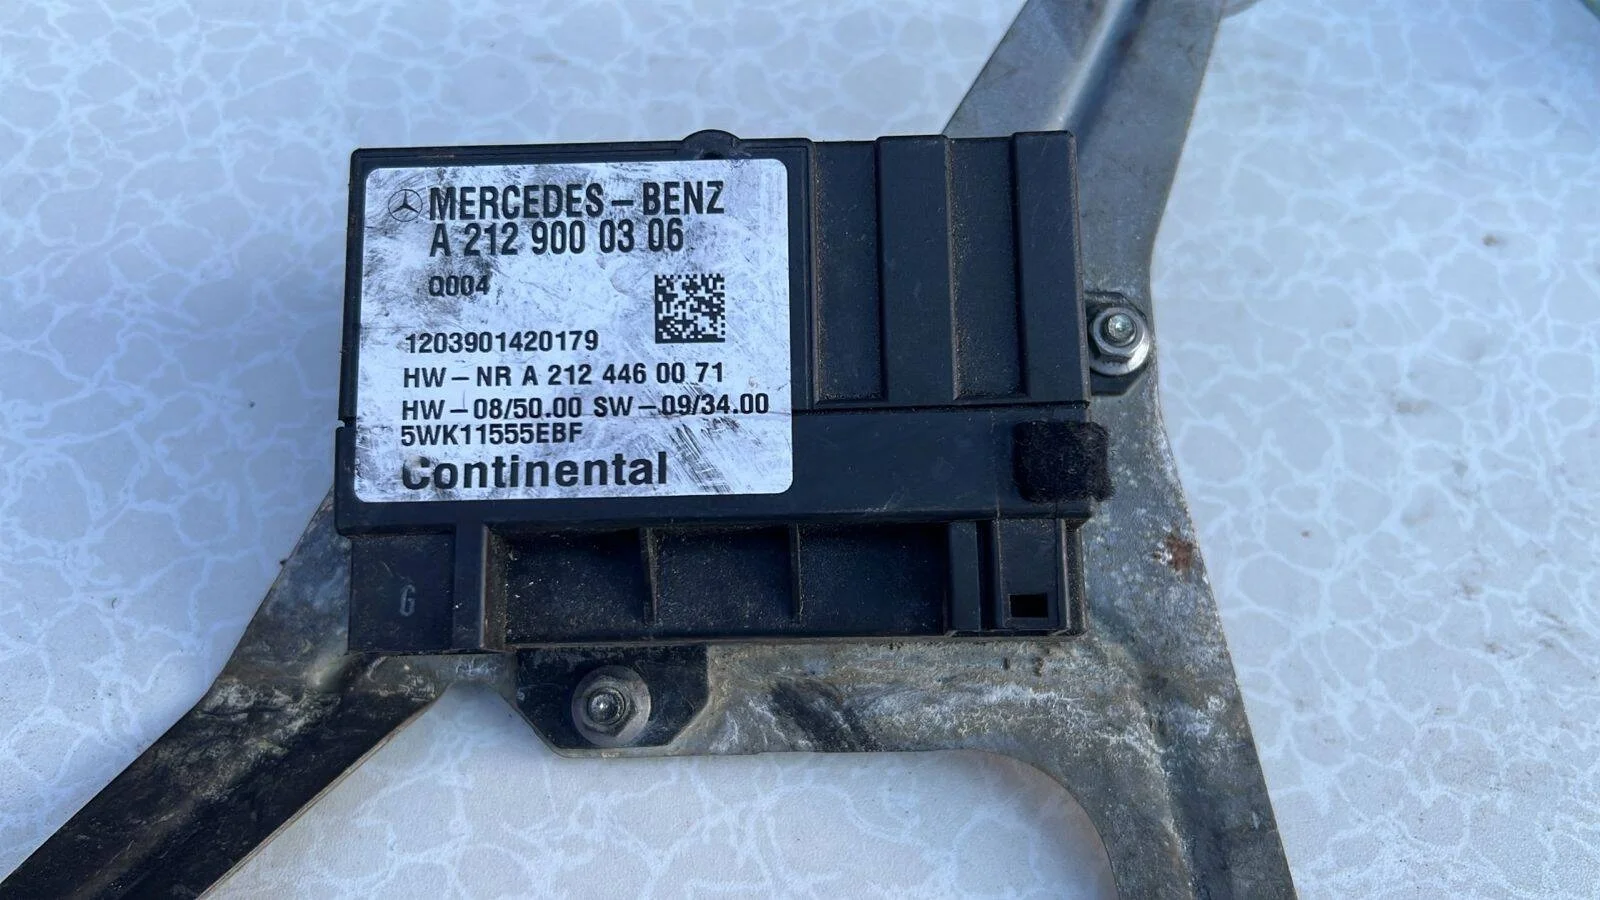 MERCEDES-BENZ
A 212 900 03 06
Q004
1203901420179
HW-NR A 212 446 00 71
HW-08/50.00 SW-09/34.00
5WK11555EBF
Continental
G